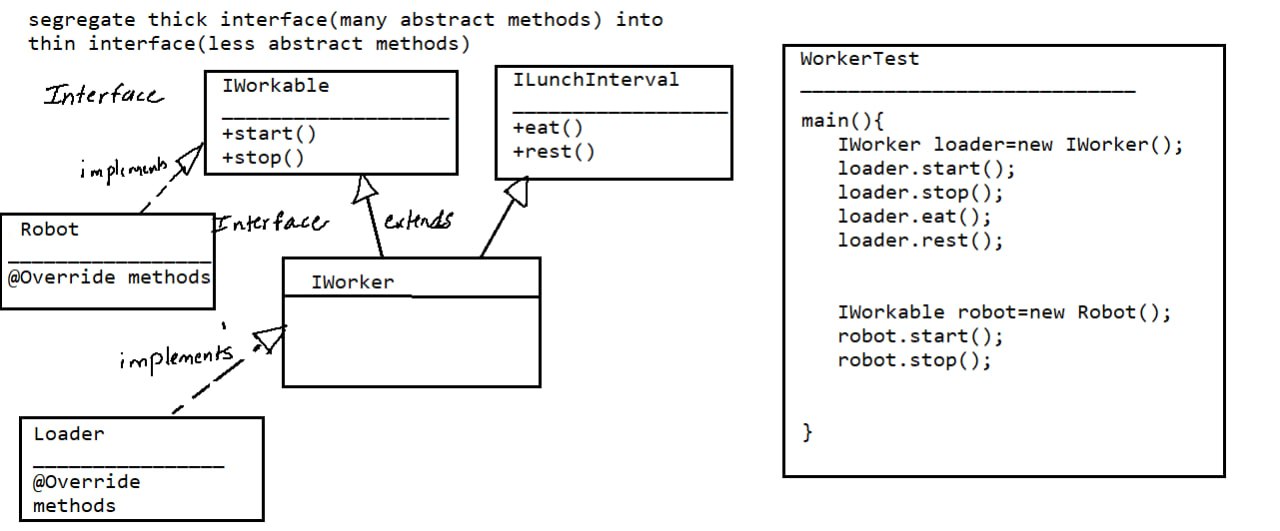 segregate thick interface(many abstract methods) into
thin interface(less abstract methods)
Interface
IWorkable
+start()
+stop()
ILunchInterval
+eat()
+rest()
implements
Robot
@Override methods
Interface
extends
IWorker
implements
Loader
@Override
methods
WorkerTest
main(){
IWorker loader=new IWorker();
loader.start();
loader.stop();
loader.eat();
loader.rest();
IWorkable robot=new Robot();
robot.start();
robot.stop();
}